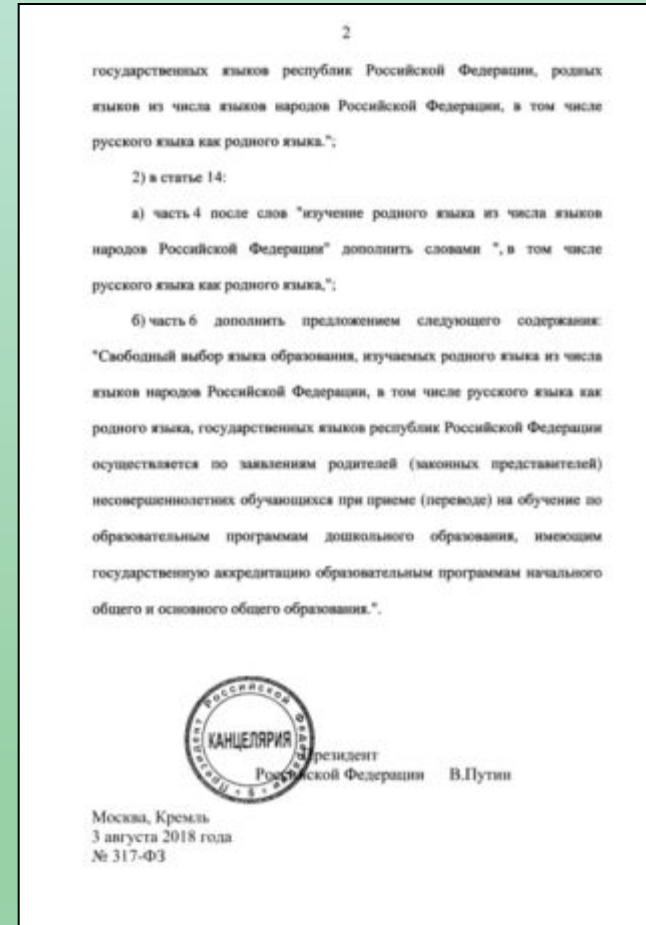 2
государственных языков республик Российской Федерации, родных
языков из числа языков народов Российской Федерации, в том числе
русского языка как родного языка.";
2) в статье 14:
а) часть 4 после слов "изучение родного языка из числа языков
народов Российской Федерации" дополнить словами ", в том числе
русского языка как родного языка,";
б) часть 6 дополнить предложением следующего содержания:
"Свободный выбор языка образования, изучаемых родного языка из числа
языков народов Российской Федерации, в том числе русского языка как
родного языка, государственных языков республик Российской Федерации
осуществляется по заявлениям родителей (законных представителей)
несовершеннолетних обучающихся при приеме (переводе) на обучение по
образовательным программам дошкольного образования, имеющим
государственную аккредитацию образовательным программам начального
общего и основного общего образования.".
Президент Российской Федерации
КАНЦЕЛЯРИЯ
Президент
Российской Федерации В.Путин
Москва, Кремль
3 августа 2018 года
№ 317-ФЗ